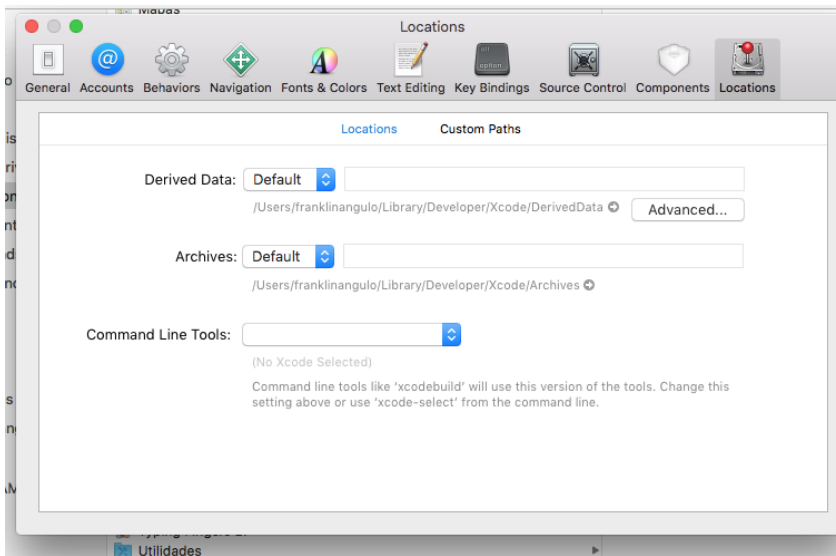 Mapas
Locations
General Accounts Behaviors Navigation Fonts & Colors Text Editing Key Bindings Source Control Components Locations
alt
option
Locations Custom Paths
Derived Data: Default
/Users/franklinangulo/Library/Developer/Xcode/DerivedData Advanced...
Archives: Default
/Users/franklinangulo/Library/Developer/Xcode/Archives
Command Line Tools:
(No Xcode Selected)
Command line tools like 'xcodebuild' will use this version of the tools. Change this
setting above or use 'xcode-select' from the command line.
Utilidades